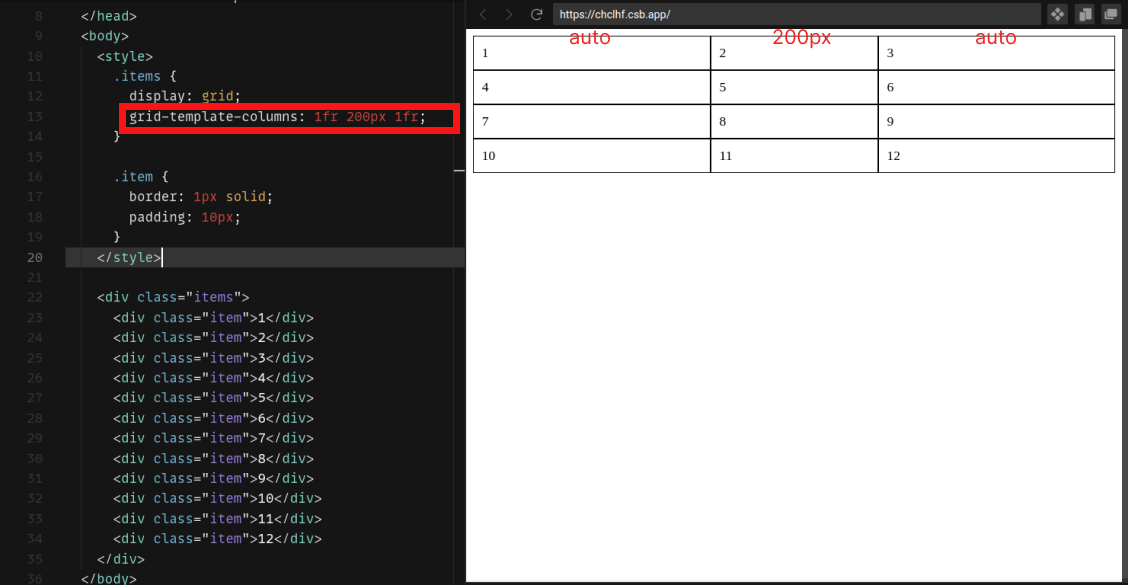 8 </head>
9 <body>
10 <style>
11 .items {
12 display: grid;
13 grid-template-columns: 1fr 200px 1fr;
14 }
15
16 .item {
17 border: 1px solid;
18 padding: 10px;
19 }
20 </style>
21
22 <div class="items">
23 <div class="item">1</div>
24 <div class="item">2</div>
25 <div class="item">3</div>
26 <div class="item">4</div>
27 <div class="item">5</div>
28 <div class="item">6</div>
29 <div class="item">7</div>
30 <div class="item">8</div>
31 <div class="item">9</div>
32 <div class="item">10</div>
33 <div class="item">11</div>
34 <div class="item">12</div>
35 </div>
36 </body>
https://chclhf.csb.app/
auto 200px auto
1 2 3
4 5 6
7 8 9
10 11 12